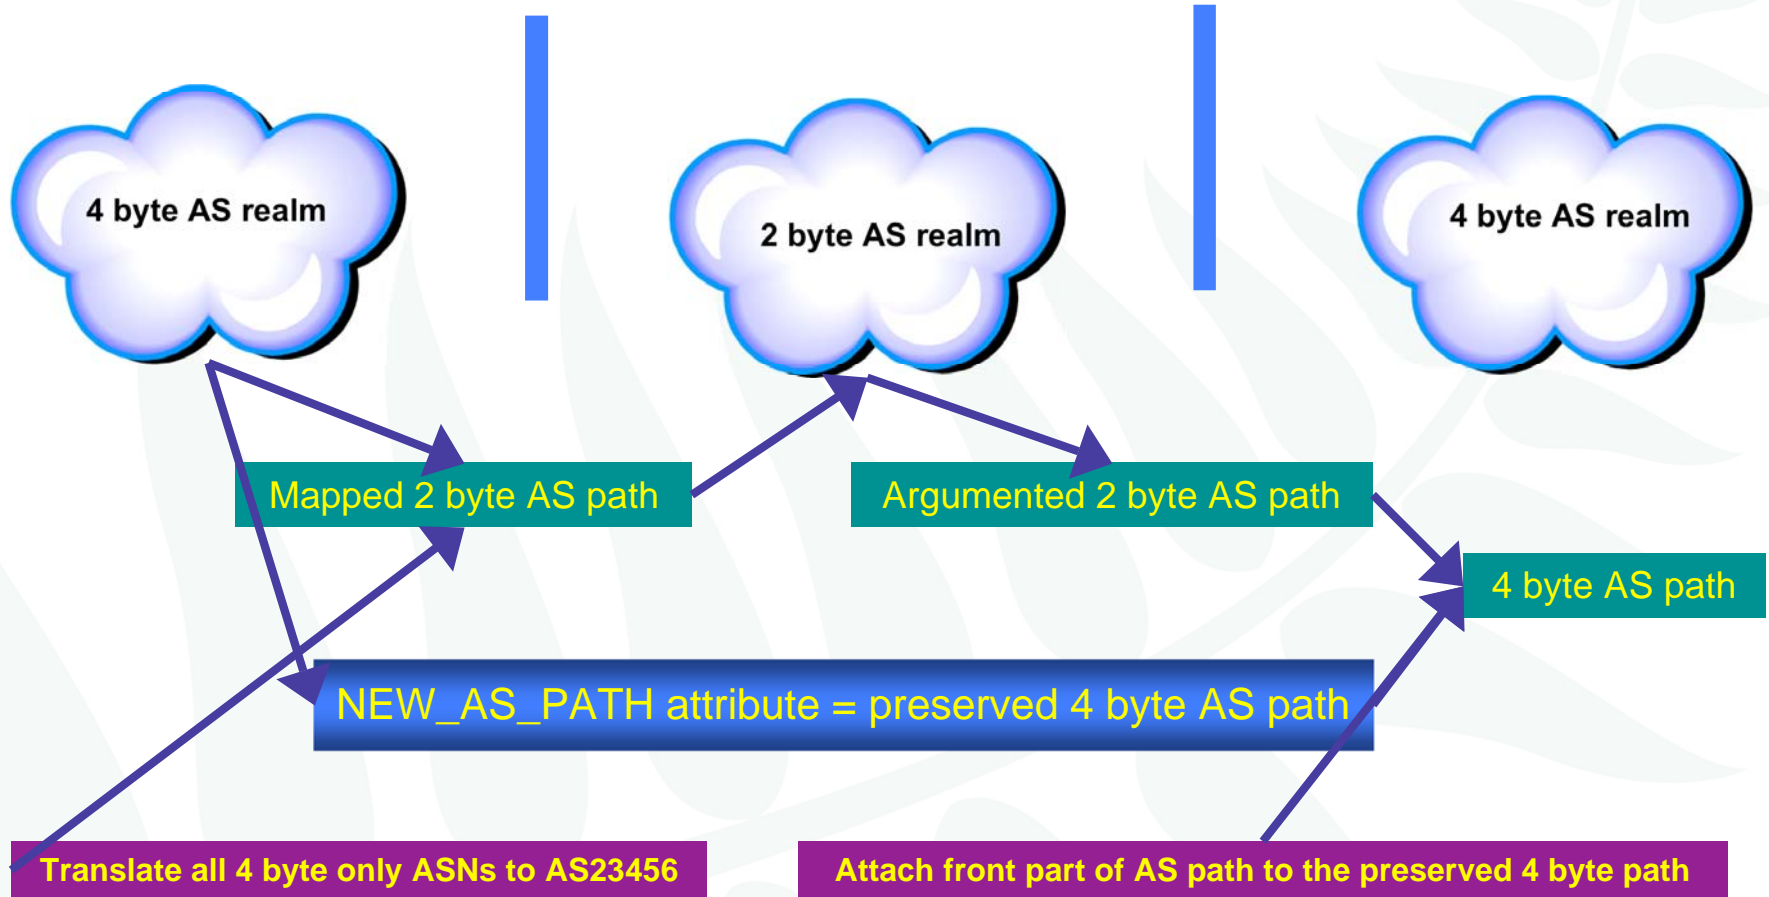 4 byte AS realm
2 byte AS realm
4 byte AS realm
Mapped 2 byte AS path
Argumented 2 byte AS path
4 byte AS path
NEW_AS_PATH attribute = preserved 4 byte AS path
Translate all 4 byte only ASNs to AS23456
Attach front part of AS path to the preserved 4 byte path